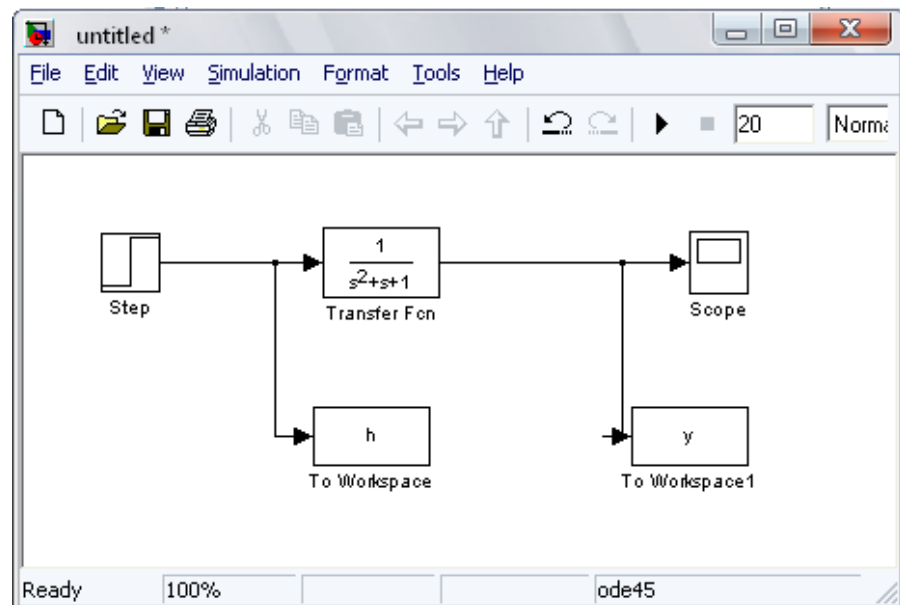 untitled *
File Edit View Simulation Format Tools Help
20 Norma
1
s2+s+1
Step
Transfer Fcn
Scope
h
y
To Workspace
To Workspace1
Ready 100% ode45